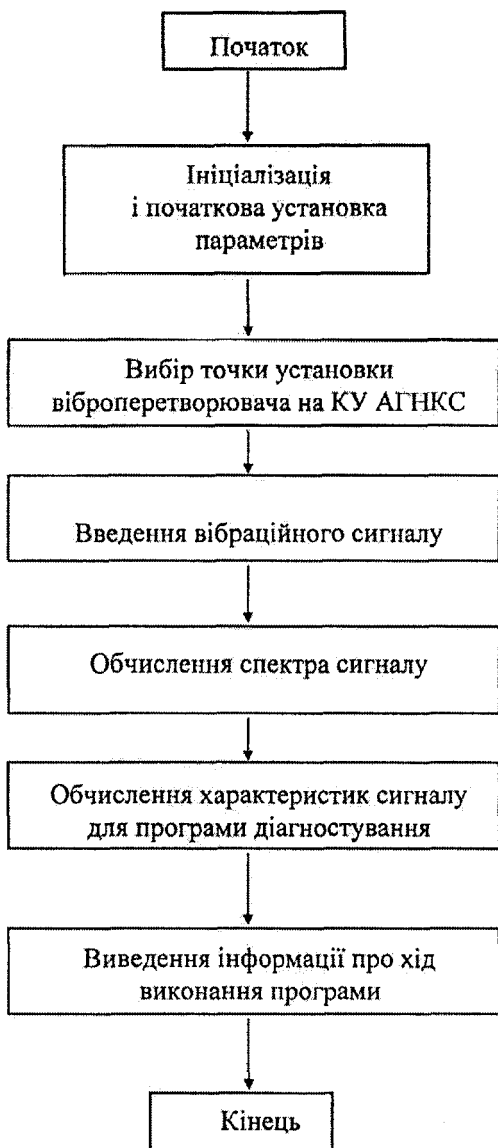 Початок
Ініціалізація
і початкова установка
параметрів
Вибір точки установки
віброперетворювача на КУ АГНКС
Введення вібраційного сигналу
Обчислення спектра сигналу
Обчислення характеристик сигналу
для програми діагностування
Виведення інформації про хід
виконання програми
Кінець